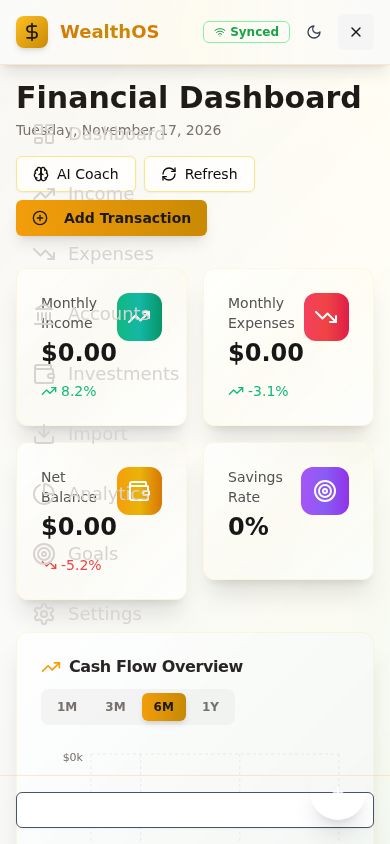 WealthOS
Synced
Financial Dashboard
Tuesday, November 17, 2026
Dashboard
AI Coach
Refresh
Income
Add Transaction
Expenses
Monthly Income
Monthly Expenses
Accounts
$0.00
$0.00
Investments
8.2%
-3.1%
Import
Net Balance
Savings Rate
Analytics
$0.00
0%
Goals
-5.2%
Settings
Cash Flow Overview
1M 3M 6M 1Y
$0k